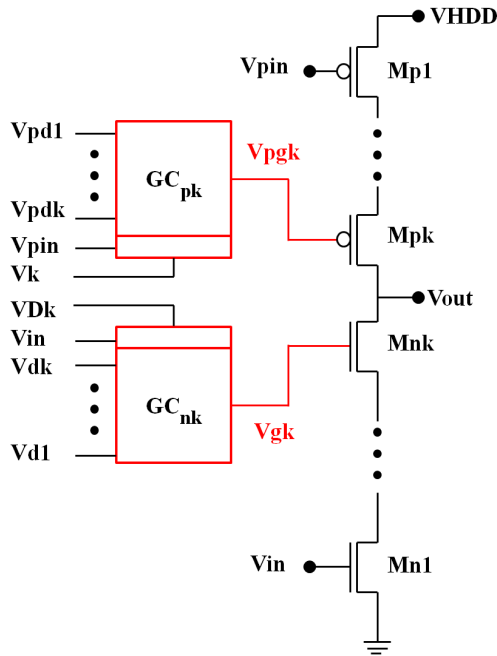 VHDD
Vpin
Mp1
Vpd1
Vpgk
GCpk
Vpdk
Mpk
Vpin
Vk
VDk
Vout
Vin
Mnk
Vdk
GCnk
Vgk
Vd1
Vin
Mn1